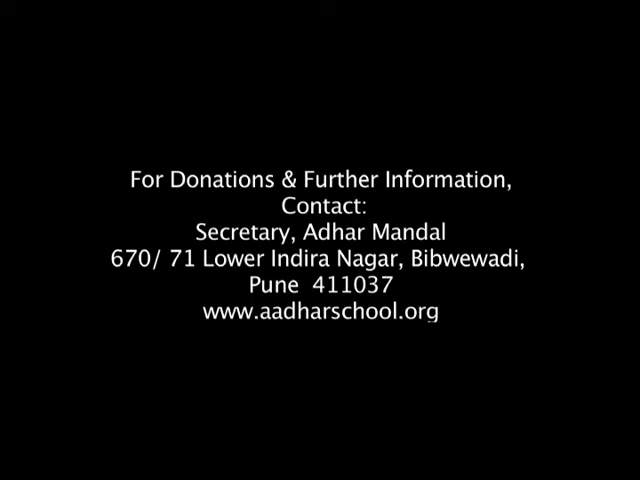 For Donations & Further Information,
Contact:
Secretary, Adhar Mandal
670/ 71 Lower Indira Nagar, Bibwewadi,
Pune  411037
www.aadharschool.org